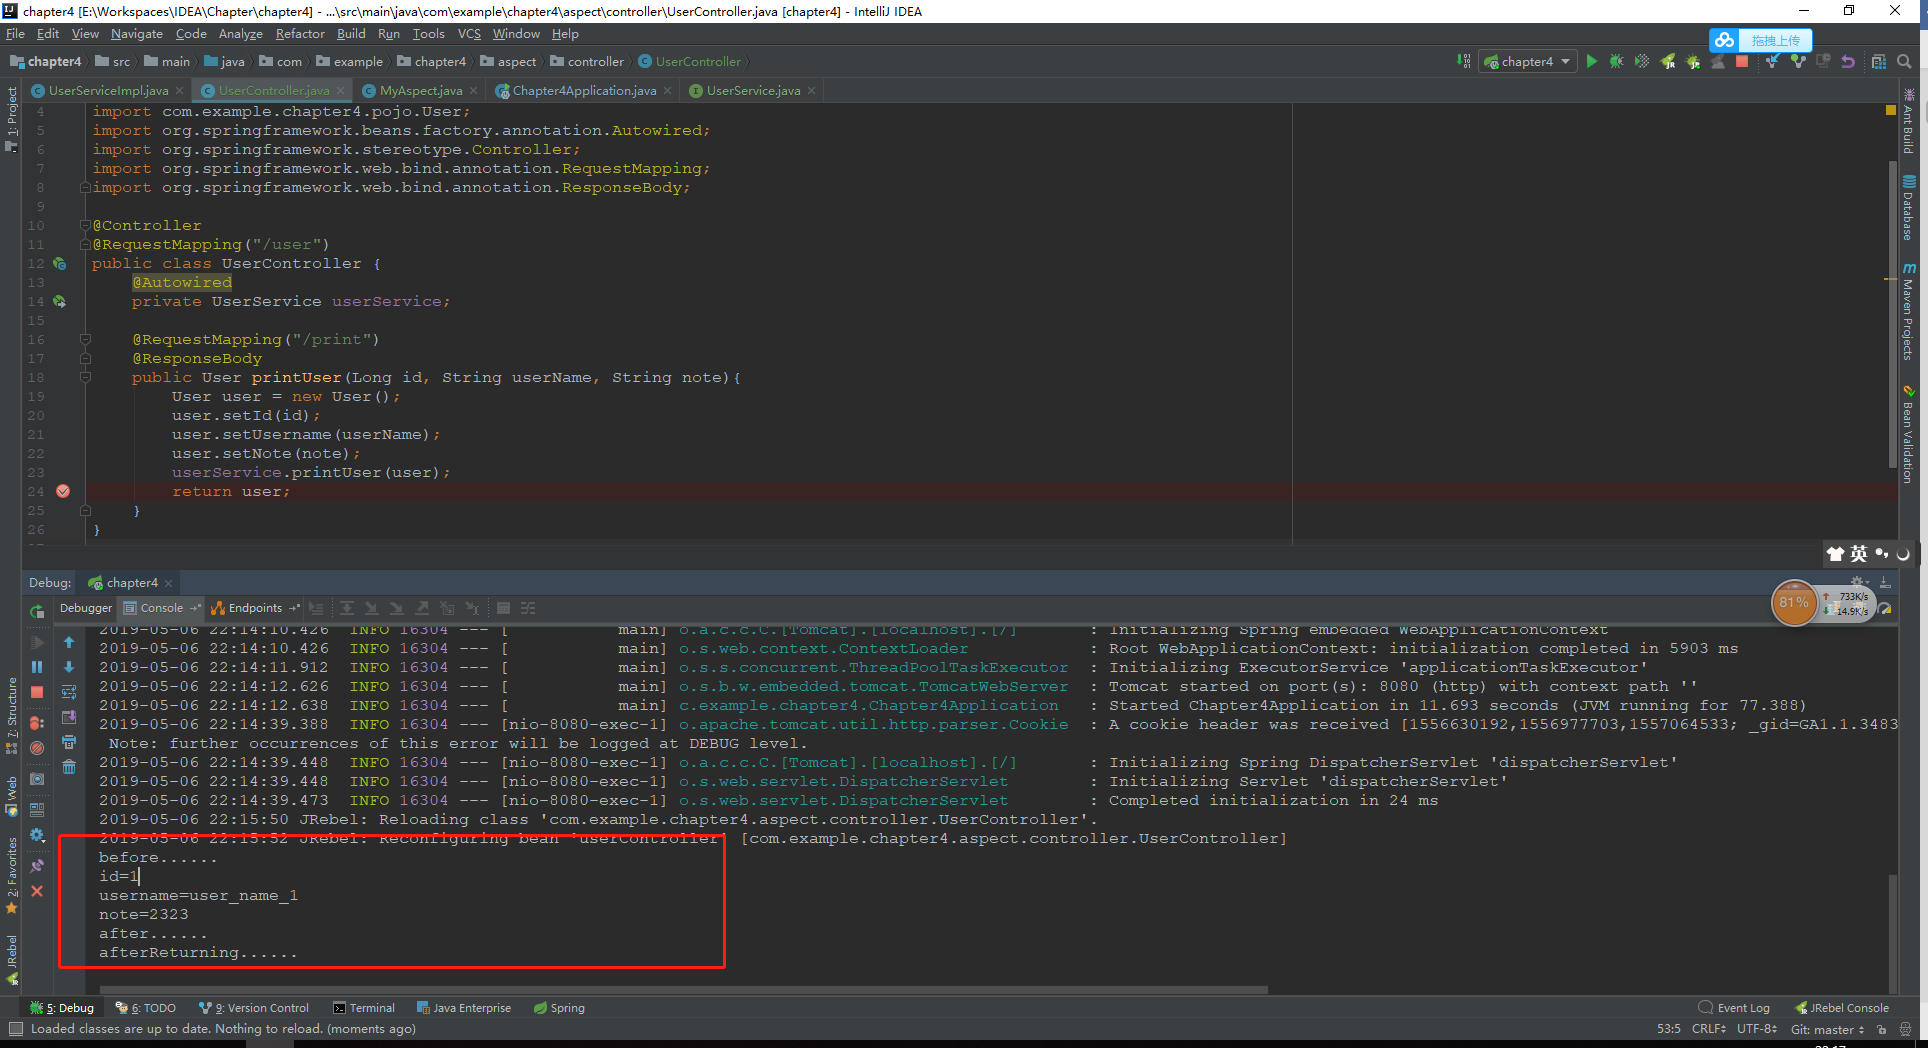 chapter4 [E:\Workspaces\IDEA\Chapter\chapter4] - ...\src\main\java\com\example\chapter4\aspect\controller\UserController.java [chapter4] - IntelliJ IDEA
File Edit View Navigate Code Analyze Refactor Build Run Tools VCS Window Help
拖拽上传
chapter4 src main java com example chapter4 aspect controller UserController
chapter4
UserServiceImpl.java UserController.java MyAspect.java Chapter4Application.java UserService.java
1: Project
7: Structure
Web
2: Favorites
JRebel
Ant Build
Database
Maven Projects
Bean Validation
4 import com.example.chapter4.pojo.User;
5 import org.springframework.beans.factory.annotation.Autowired;
6 import org.springframework.stereotype.Controller;
7 import org.springframework.web.bind.annotation.RequestMapping;
8 import org.springframework.web.bind.annotation.ResponseBody;
9
10 @Controller
11 @RequestMapping("/user")
12 public class UserController {
13 @Autowired
14 private UserService userService;
15
16 @RequestMapping("/print")
17 @ResponseBody
18 public User printUser(Long id, String userName, String note){
19 User user = new User();
20 user.setId(id);
21 user.setUsername(userName);
22 user.setNote(note);
23 userService.printUser(user);
24 return user;
25 }
26 }
英
Debug: chapter4
81% 733K/s
14.9K/s
Debugger Console Endpoints
2019-05-06 22:14:10.426 INFO 16304 --- [ main] o.a.c.c.C.[Tomcat].[localhost].[/] : Initializing Spring embedded WebApplicationContext
2019-05-06 22:14:10.426 INFO 16304 --- [ main] o.s.web.context.ContextLoader : Root WebApplicationContext: initialization completed in 5903 ms
2019-05-06 22:14:11.912 INFO 16304 --- [ main] o.s.s.concurrent.ThreadPoolTaskExecutor : Initializing ExecutorService 'applicationTaskExecutor'
2019-05-06 22:14:12.626 INFO 16304 --- [ main] o.s.b.w.embedded.tomcat.TomcatWebServer : Tomcat started on port(s): 8080 (http) with context path ''
2019-05-06 22:14:12.638 INFO 16304 --- [ main] c.example.chapter4.Chapter4Application : Started Chapter4Application in 11.693 seconds (JVM running for 77.388)
2019-05-06 22:14:39.388 INFO 16304 --- [nio-8080-exec-1] o.apache.tomcat.util.http.parser.Cookie : A cookie header was received [1556630192,1556977703,1557064533; _gid=GA1.1.3483
Note: further occurrences of this error will be logged at DEBUG level.
2019-05-06 22:14:39.448 INFO 16304 --- [nio-8080-exec-1] o.a.c.c.C.[Tomcat].[localhost].[/] : Initializing Spring DispatcherServlet 'dispatcherServlet'
2019-05-06 22:14:39.448 INFO 16304 --- [nio-8080-exec-1] o.s.web.servlet.DispatcherServlet : Initializing Servlet 'dispatcherServlet'
2019-05-06 22:14:39.473 INFO 16304 --- [nio-8080-exec-1] o.s.web.servlet.DispatcherServlet : Completed initialization in 24 ms
2019-05-06 22:15:50 JRebel: Reloading class 'com.example.chapter4.aspect.controller.UserController'.
2019-05-06 22:15:52 JRebel: Reconfiguring bean 'userController' [com.example.chapter4.aspect.controller.UserController]
before......
id=1
username=user_name_1
note=2323
after......
afterReturning......
5: Debug 6: TODO 9: Version Control Terminal Java Enterprise Spring Event Log JRebel Console
Loaded classes are up to date. Nothing to reload. (moments ago) 53:5 CRLF UTF-8 Git: master